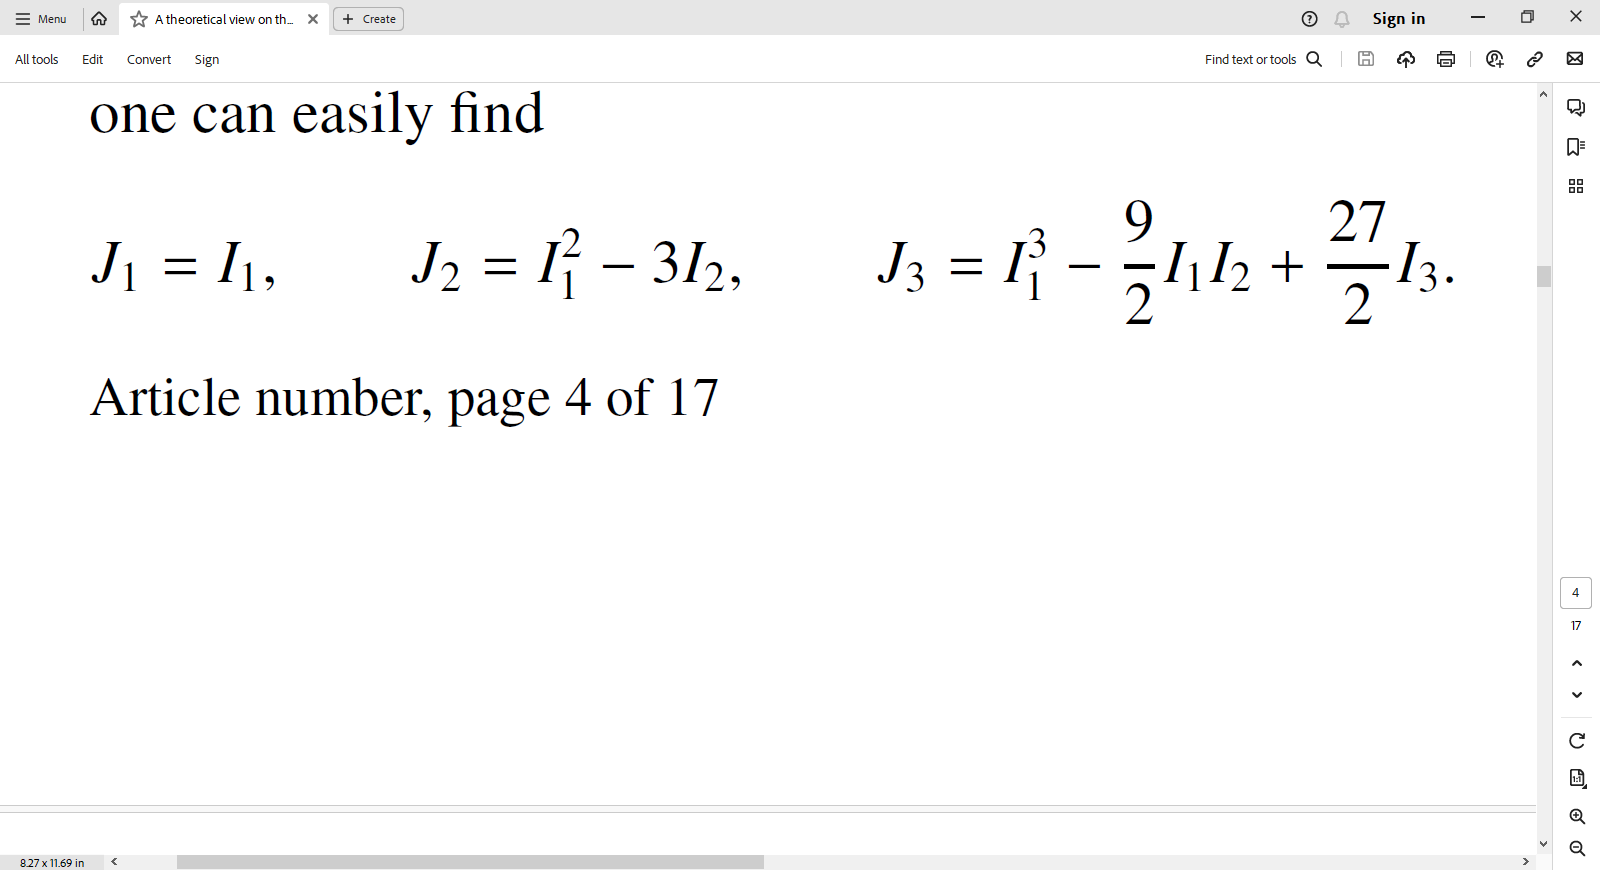 Menu
A theoretical view on th...
Create
Sign in
All tools
Edit
Convert
Sign
Find text or tools
one can easily find
J₁ = I₁, J₂ = I₁² − 3I₂, J₃ = I₁³ − 9/2 I₁I₂ + 27/2 I₃.
Article number, page 4 of 17
4
17
8.27 x 11.69 in